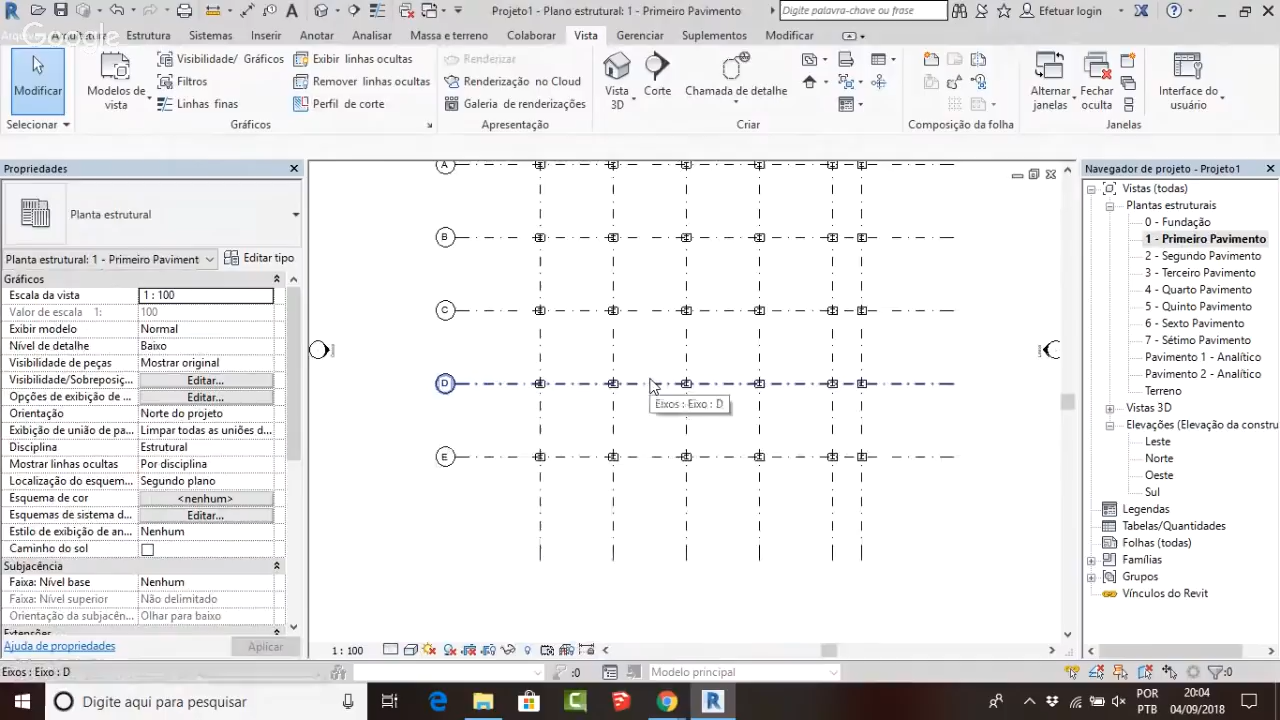 Projeto1 - Plano estrutural: 1 - Primeiro Pavimento
Digite palavra-chave ou frase
Efetuar login
Google
Estrutura
Sistemas
Inserir
Anotar
Analisar
Massa e terreno
Colaborar
Vista
Gerenciar
Suplementos
Modificar
Modificar
Selecionar
Modelos de vista
Visibilidade/ Gráficos
Filtros
Linhas finas
Exibir linhas ocultas
Remover linhas ocultas
Perfil de corte
Gráficos
Renderizar
Renderização no Cloud
Galeria de renderizações
Apresentação
Vista 3D
Corte
Chamada de detalhe
Criar
Composição da folha
Alternar janelas
Fechar oculta
Janelas
Interface do usuário
Propriedades
Planta estrutural
Planta estrutural: 1 - Primeiro Paviment
Editar tipo
Gráficos
Escala da vista 1 : 100
Valor de escala 1: 100
Exibir modelo Normal
Nível de detalhe Baixo
Visibilidade de peças Mostrar original
Visibilidade/Sobreposiç... Editar...
Opções de exibição de ... Editar...
Orientação Norte do projeto
Exibição de união de pa... Limpar todas as uniões d...
Disciplina Estrutural
Mostrar linhas ocultas Por disciplina
Localização do esquem... Segundo plano
Esquema de cor <nenhum>
Esquemas de sistema d... Editar...
Estilo de exibição de an... Nenhum
Caminho do sol
Subjacência
Faixa: Nível base Nenhum
Faixa: Nível superior Não delimitado
Orientação da subjacên... Olhar para baixo
Extensões
Ajuda de propriedades
Aplicar
A
B
C
D
E
Eixos : Eixo : D
Navegador de projeto - Projeto1
Vistas (todas)
Plantas estruturais
0 - Fundação
1 - Primeiro Pavimento
2 - Segundo Pavimento
3 - Terceiro Pavimento
4 - Quarto Pavimento
5 - Quinto Pavimento
6 - Sexto Pavimento
7 - Sétimo Pavimento
Pavimento 1 - Analítico
Pavimento 2 - Analítico
Terreno
Vistas 3D
Elevações (Elevação da constru
Leste
Norte
Oeste
Sul
Legendas
Tabelas/Quantidades
Folhas (todas)
Famílias
Grupos
Vínculos do Revit
1 : 100
Eixos : Eixo : D
:0
Modelo principal
:0
Digite aqui para pesquisar
POR
PTB
20:04
04/09/2018